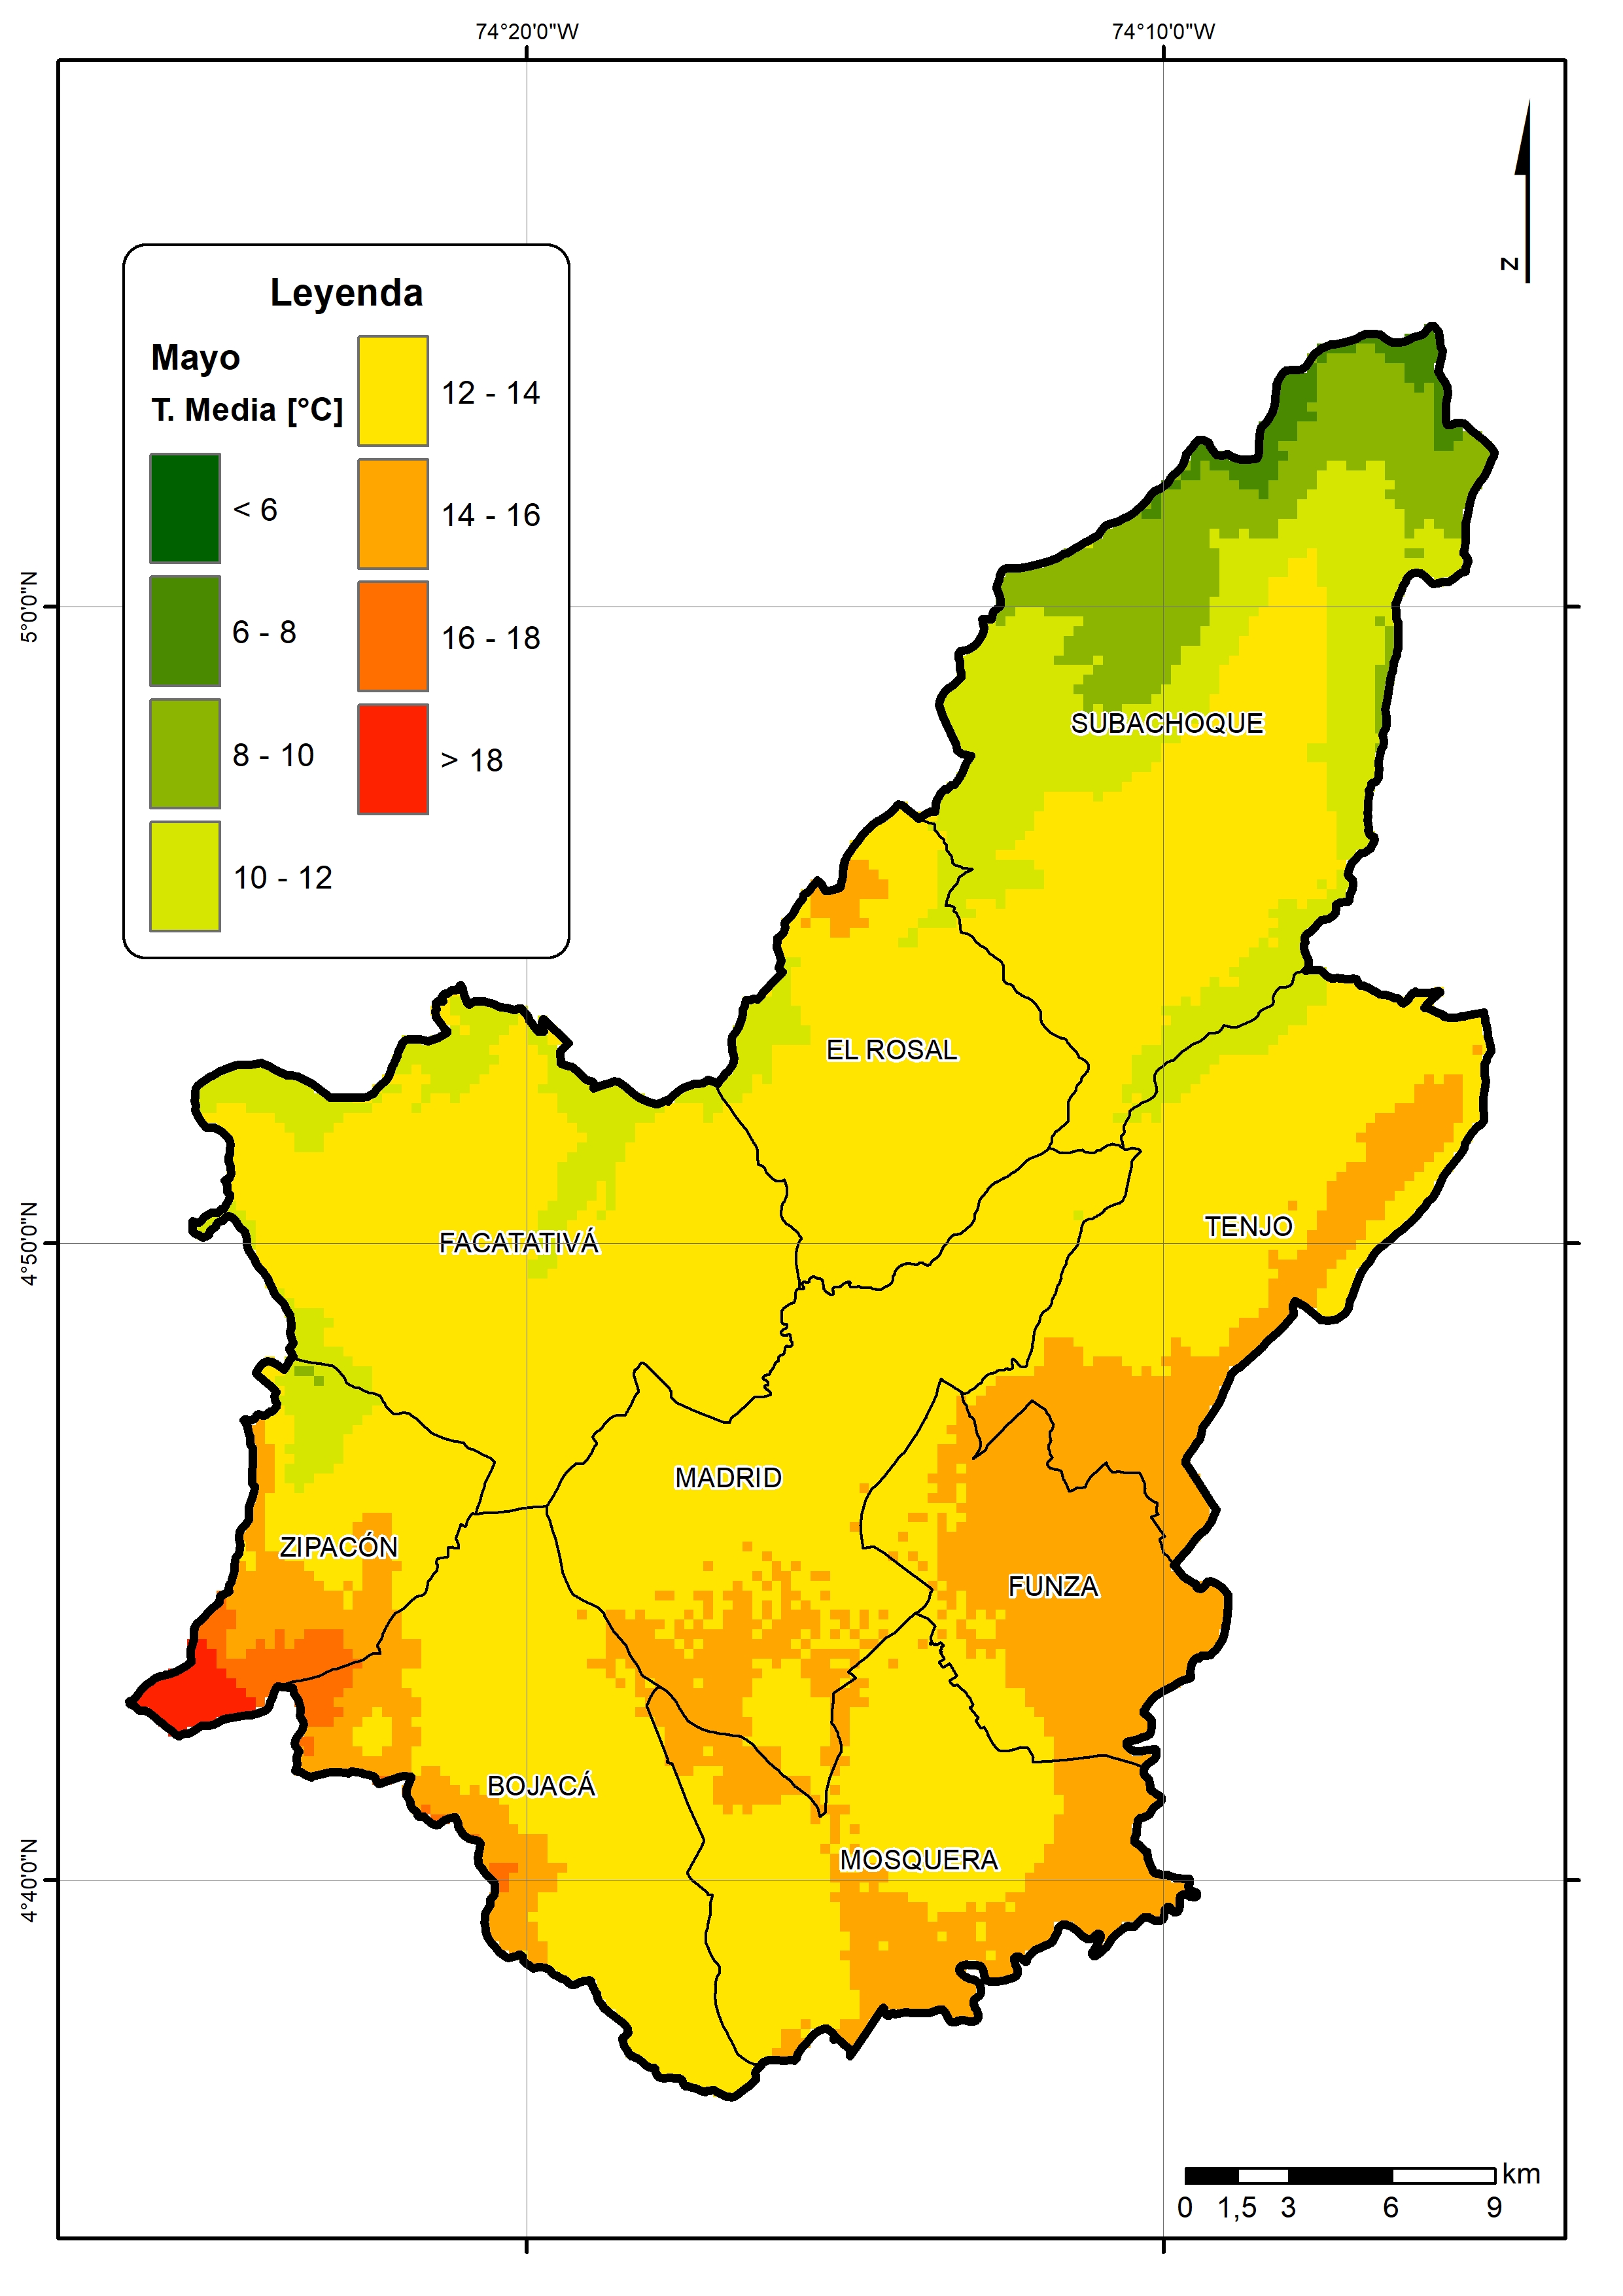 74°20'0"W
74°10'0"W
N
Leyenda
Mayo
T. Media [°C]
< 6
6 - 8
8 - 10
10 - 12
12 - 14
14 - 16
16 - 18
> 18
5°0'0"N
4°50'0"N
4°40'0"N
SUBACHOQUE
EL ROSAL
TENJO
FACATATIVÁ
MADRID
ZIPACÓN
FUNZA
BOJACÁ
MOSQUERA
km
0 1,5 3 6 9